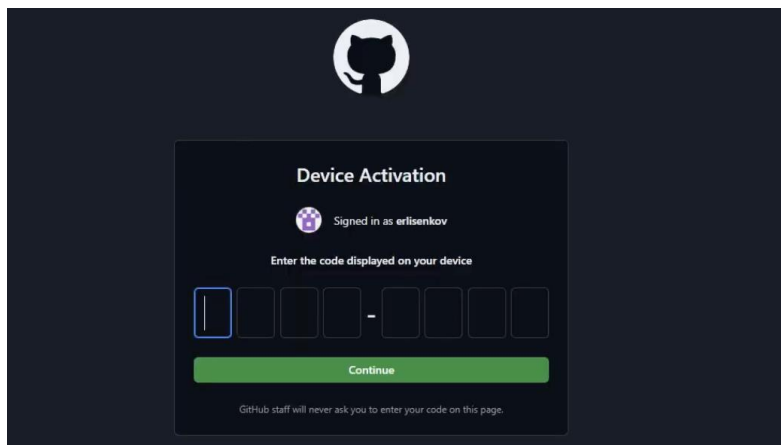 Device Activation
Signed in as erlisenkov
Enter the code displayed on your device
-
Continue
GitHub staff will never ask you to enter your code on this page.